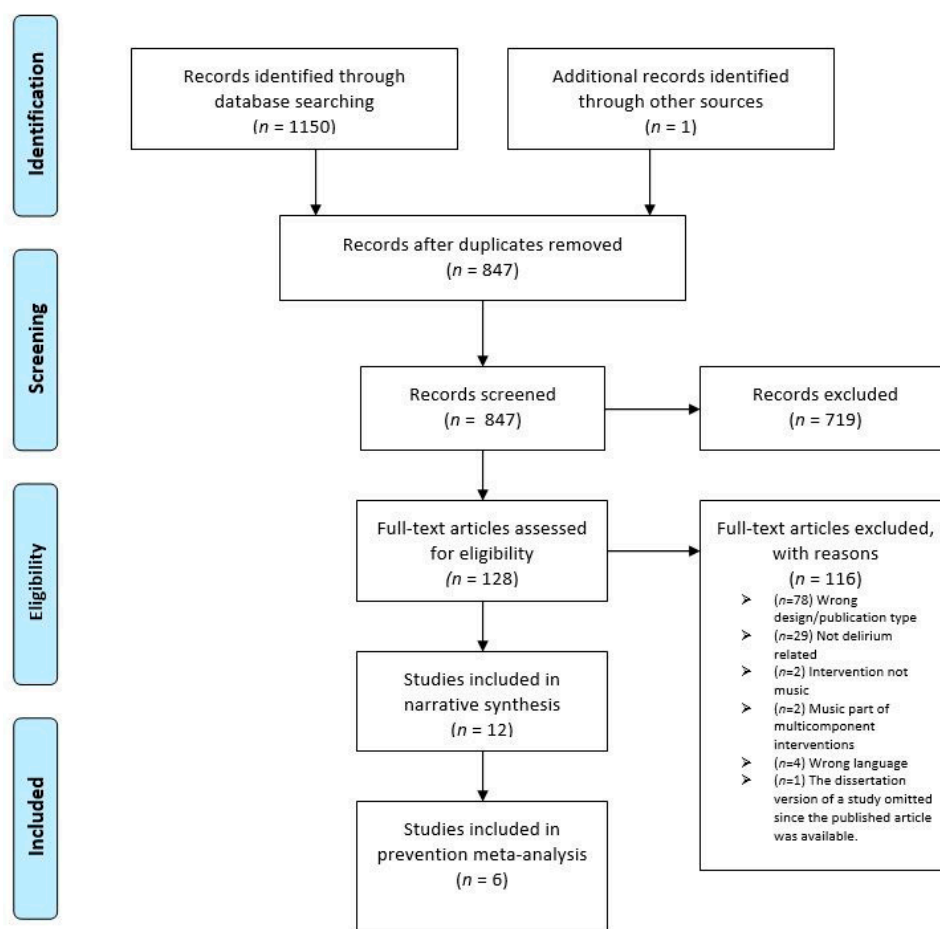 Identification
Records identified through
database searching
(n = 1150)
Additional records identified
through other sources
(n = 1)
Records after duplicates removed
(n = 847)
Screening
Records screened
(n = 847)
Records excluded
(n = 719)
Eligibility
Full-text articles assessed
for eligibility
(n = 128)
Full-text articles excluded,
with reasons
(n = 116)
➢ (n=78) Wrong
design/publication type
➢ (n=29) Not delirium
related
➢ (n=2) Intervention not
music
➢ (n=2) Music part of
multicomponent
interventions
➢ (n=4) Wrong language
➢ (n=1) The dissertation
version of a study omitted
since the published article
was available.
Studies included in
narrative synthesis
(n = 12)
Included
Studies included in
prevention meta-analysis
(n = 6)